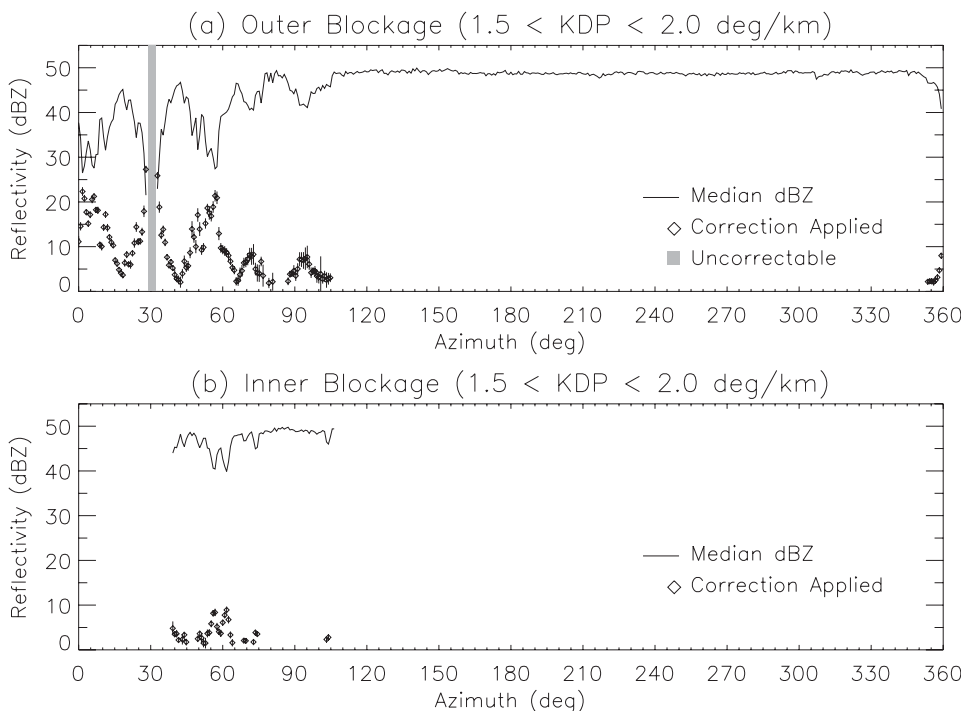 (a) Outer Blockage (1.5 < KDP < 2.0 deg/km)
Reflectivity (dBZ)
50
40
30
20
10
0
Median dBZ
Correction Applied
Uncorrectable
0 30 60 90 120 150 180 210 240 270 300 330 360
Azimuth (deg)
(b) Inner Blockage (1.5 < KDP < 2.0 deg/km)
Reflectivity (dBZ)
50
40
30
20
10
0
Median dBZ
Correction Applied
0 30 60 90 120 150 180 210 240 270 300 330 360
Azimuth (deg)